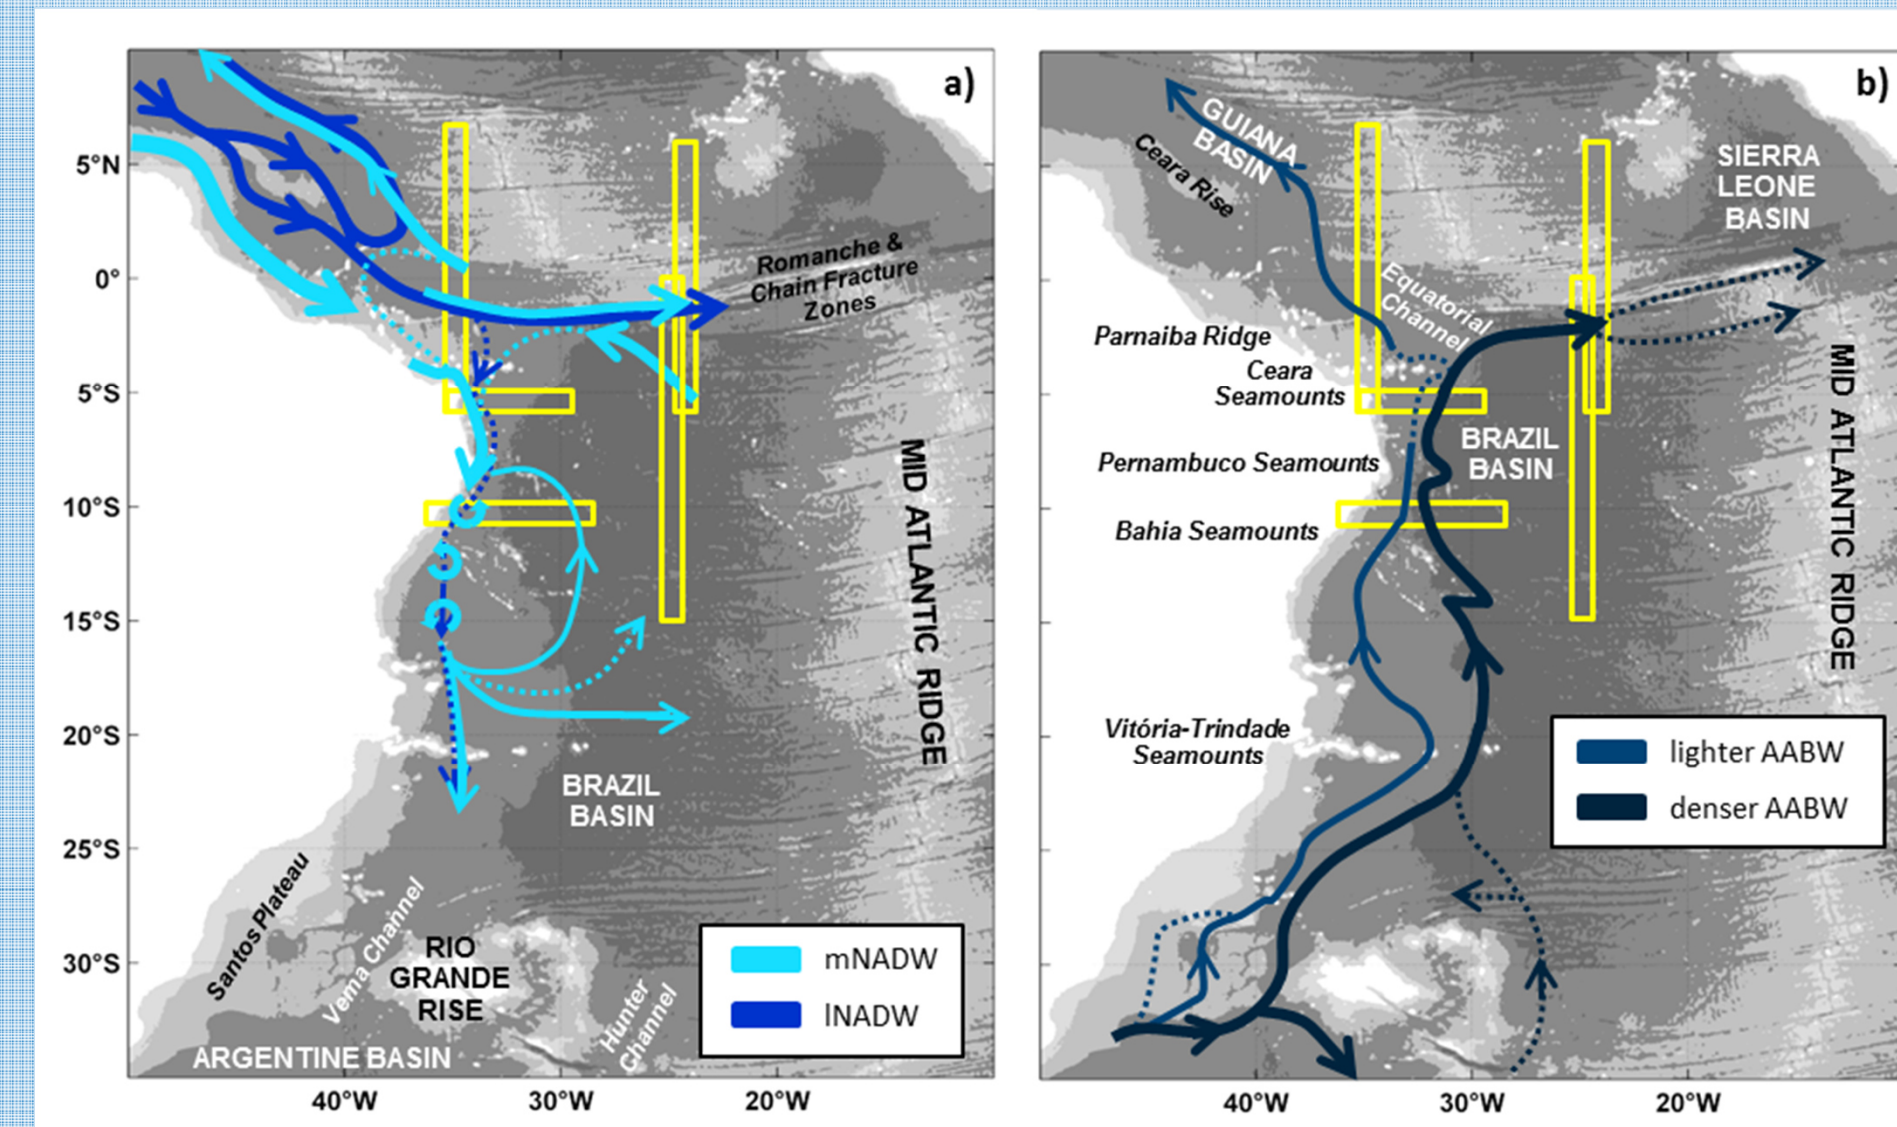 a)
5°N
0°
5°S
10°S
15°S
20°S
25°S
30°S
40°W
30°W
20°W
Romanche &
Chain Fracture
Zones
MID ATLANTIC RIDGE
BRAZIL
BASIN
Santos Plateau
Vema Channel
RIO
GRANDE
RISE
Hunter
Channel
ARGENTINE BASIN
mNADW
lNADW
b)
GUIANA
BASIN
Ceara Rise
SIERRA
LEONE
BASIN
Equatorial
Channel
Parnaiba Ridge
Ceara
Seamounts
BRAZIL
BASIN
Pernambuco Seamounts
Bahia Seamounts
MID ATLANTIC RIDGE
Vitória-Trindade
Seamounts
lighter AABW
denser AABW
40°W
30°W
20°W